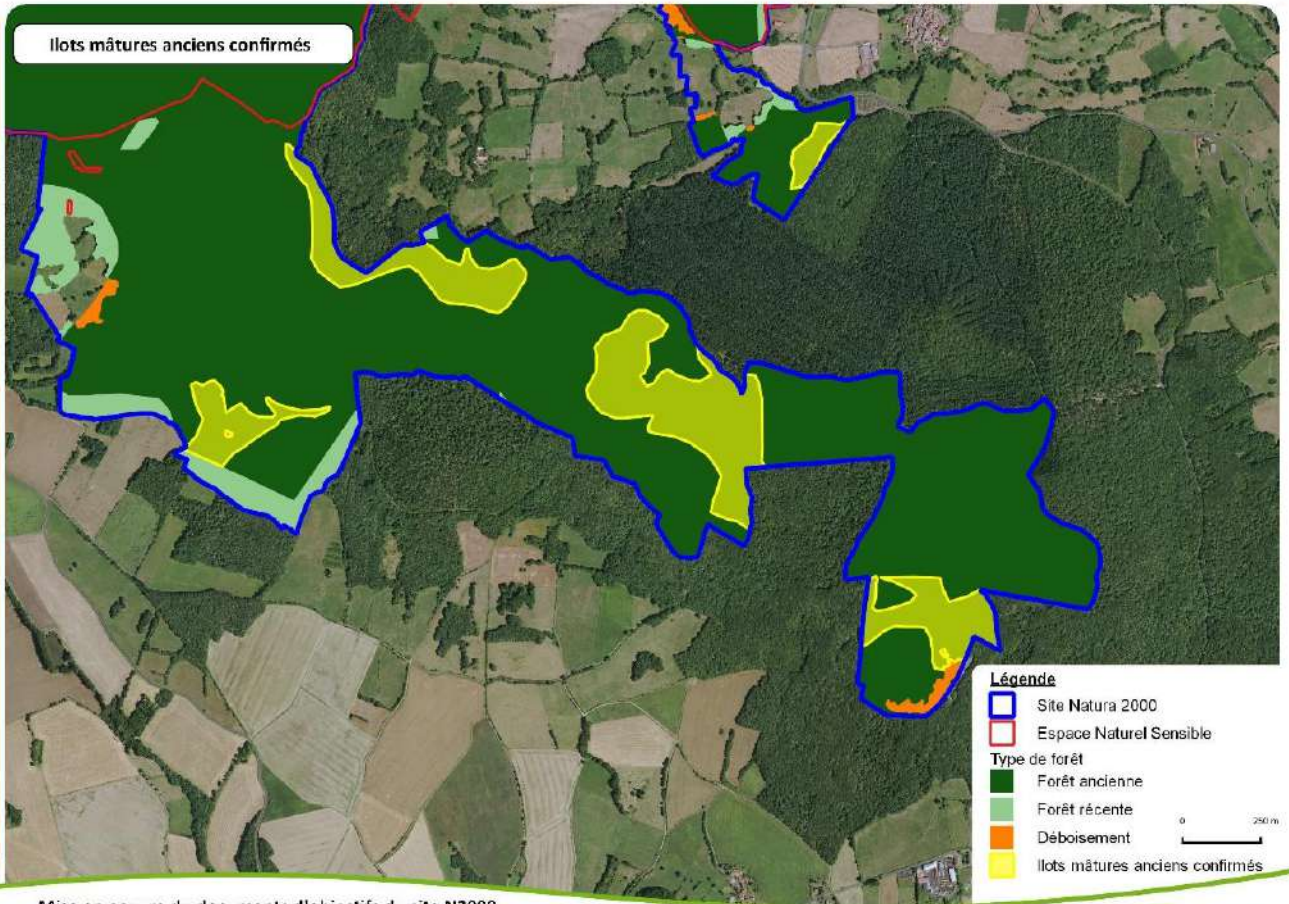 Ilots mâtures anciens confirmés
Légende
Site Natura 2000
Espace Naturel Sensible
Type de forêt
Forêt ancienne
Forêt récente
0 250 m
Déboisement
Ilots mâtures anciens confirmés